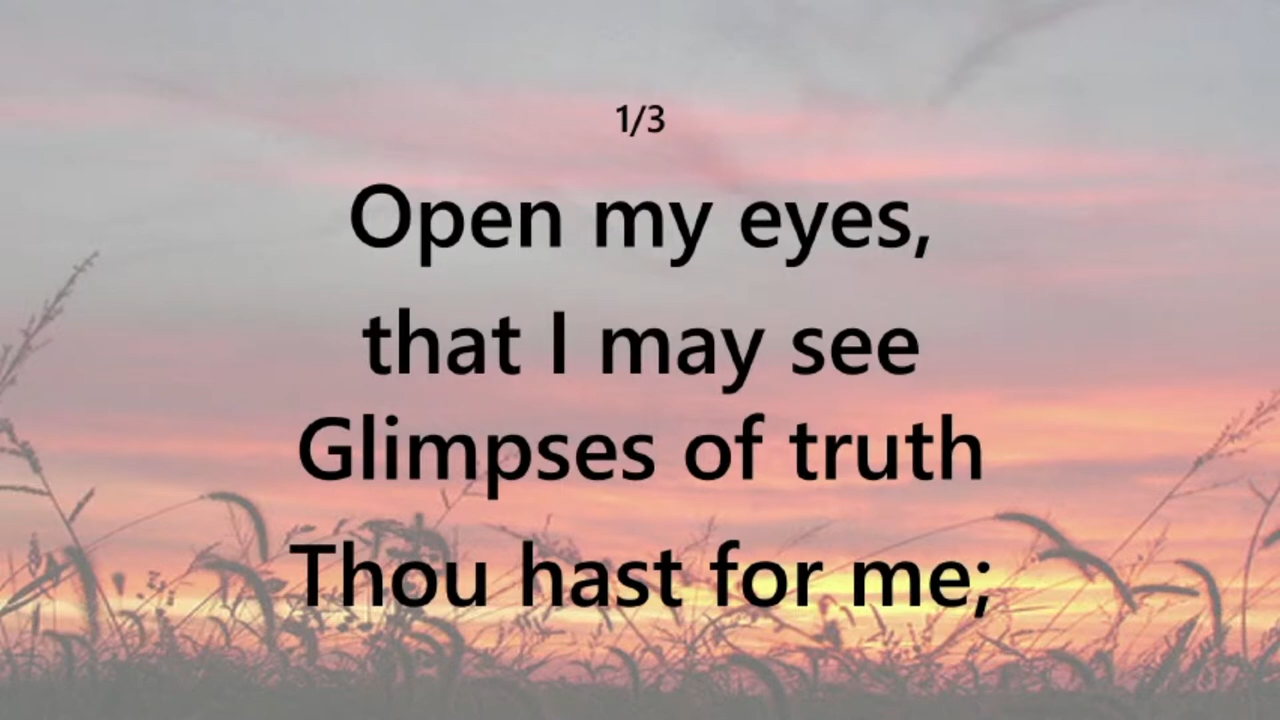 1/3
Open my eyes,
that I may see
Glimpses of truth
Thou hast for me;